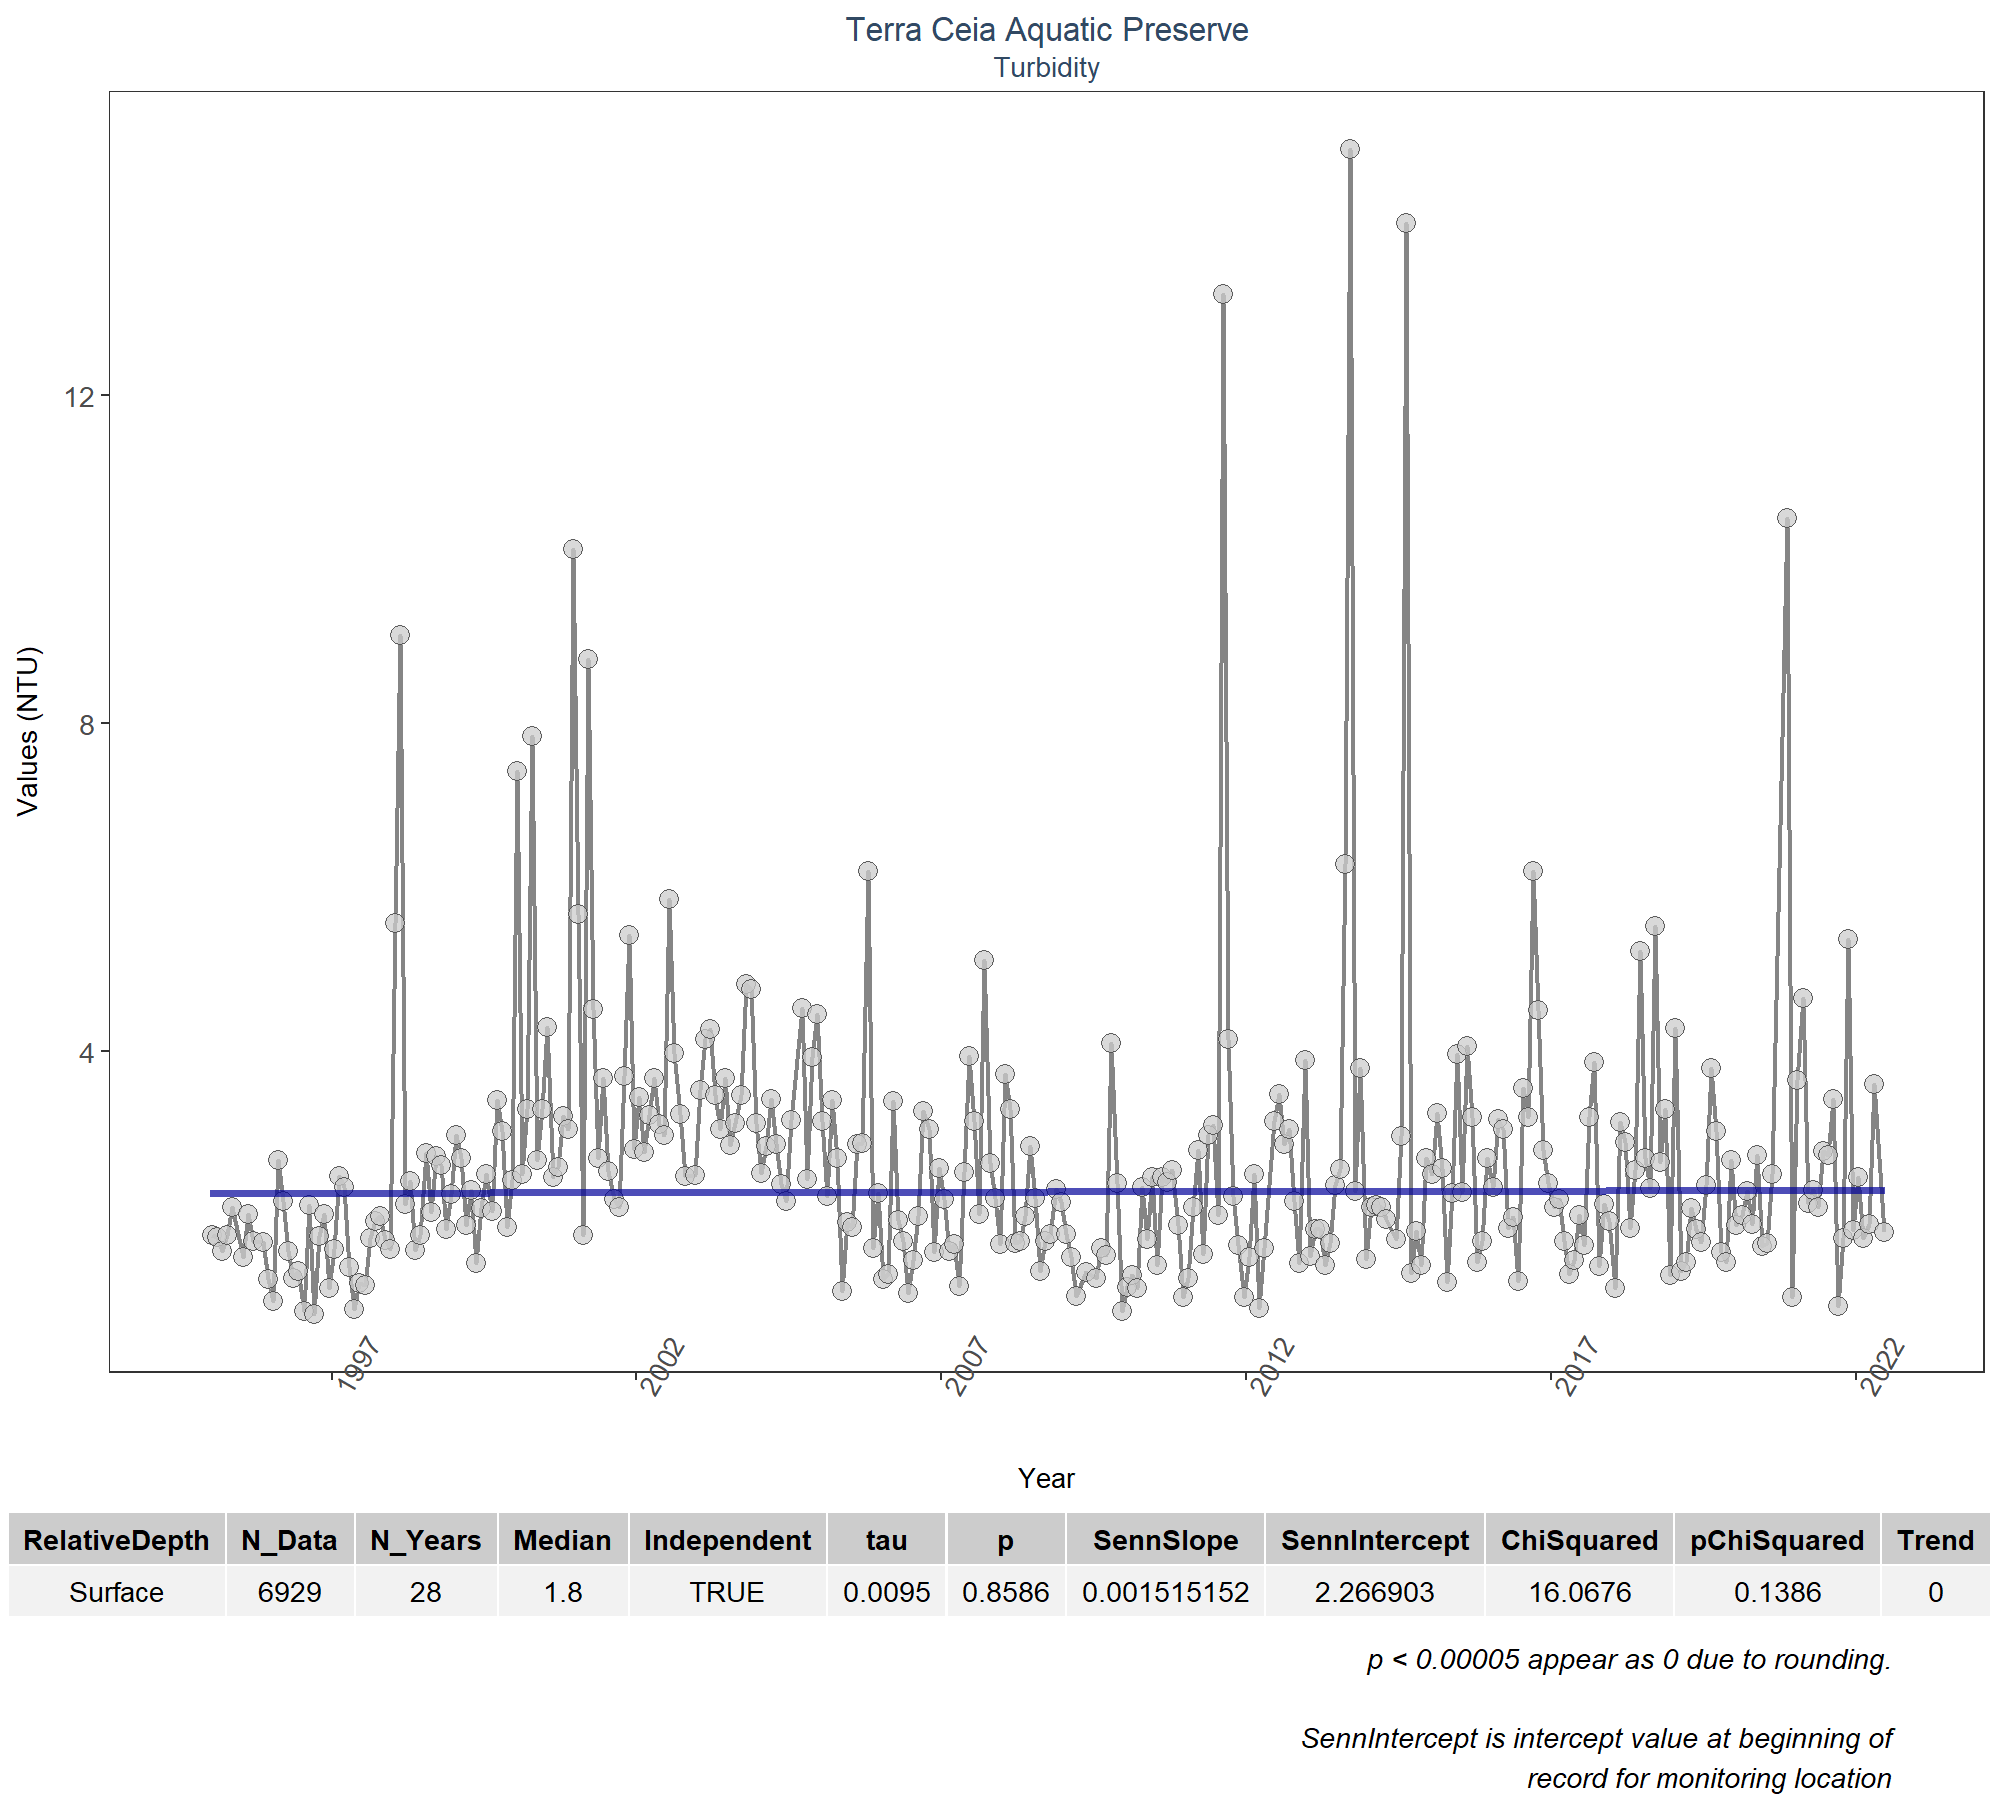 Terra Ceia Aquatic Preserve
Turbidity
Values (NTU)
12
8
4
1997 2002 2007 2012 2017 2022
Year
RelativeDepth N_Data N_Years Median Independent tau p SennSlope SennIntercept ChiSquared pChiSquared Trend
Surface 6929 28 1.8 TRUE 0.0095 0.8586 0.001515152 2.266903 16.0676 0.1386 0
p < 0.00005 appear as 0 due to rounding.
SennIntercept is intercept value at beginning of
record for monitoring location